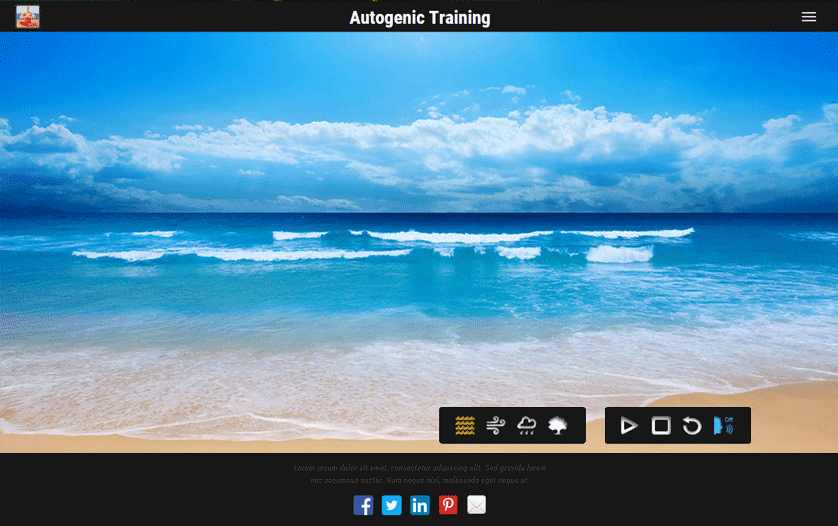 Autogenic Training
Off
Lorem ipsum dolor sit amet, consectetur adipiscing elit. Sed gravida lorem
nec accumsan auctor. Nam neque nisl, malesuada eget neque ut.